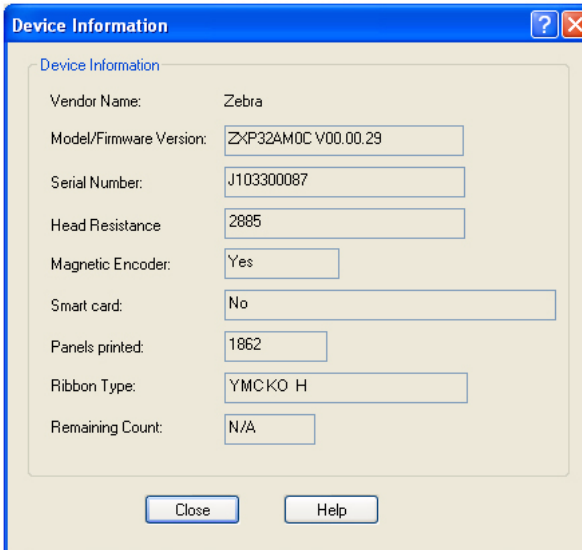 Device Information
Device Information
Vendor Name: Zebra
Model/Firmware Version: ZXP32AM0C V00.00.29
Serial Number: J103300087
Head Resistance 2885
Magnetic Encoder: Yes
Smart card: No
Panels printed: 1862
Ribbon Type: YMCKO H
Remaining Count: N/A
Close Help